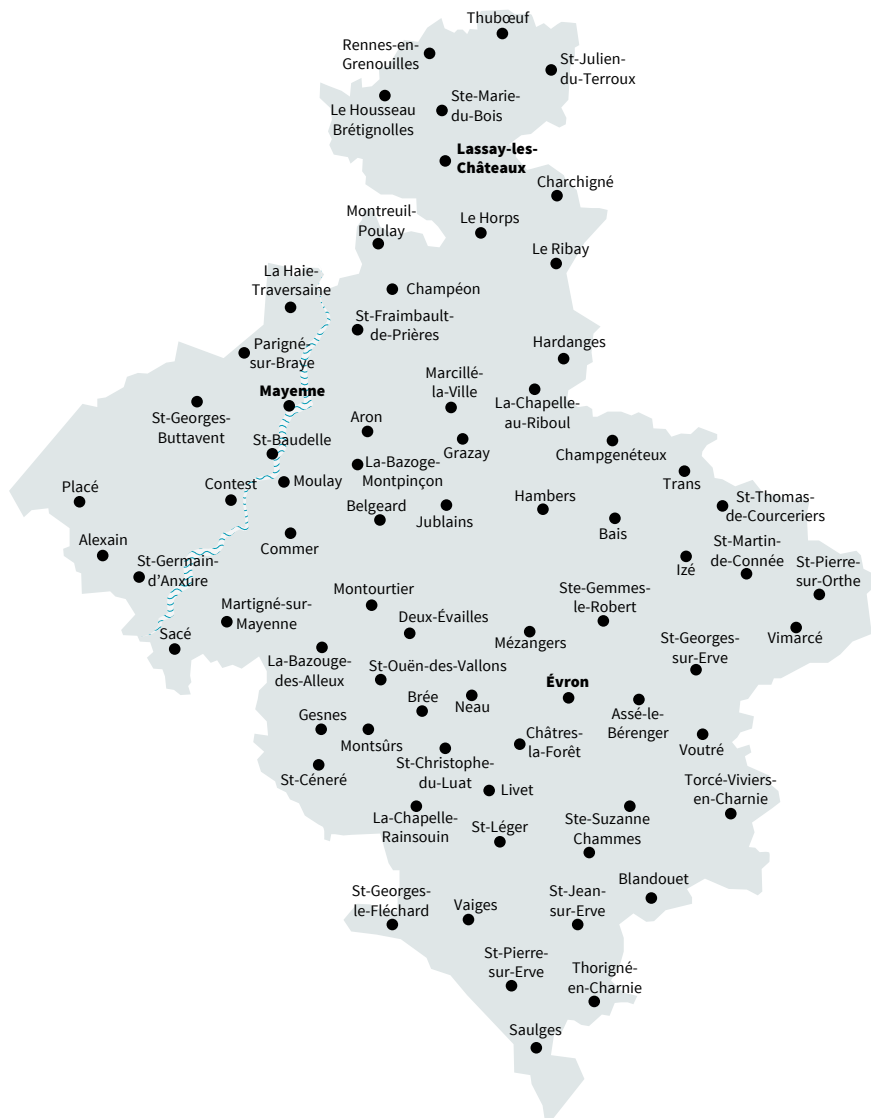 Thubœuf
Rennes-en-
Grenouilles
St-Julien-
du-Terroux
Le Housseau
Brétignolles
Ste-Marie-
du-Bois
Lassay-les-
Châteaux
Charchigné
Montreuil-
Poulay
Le Horps
Le Ribay
La Haie-
Traversaine
Champéon
St-Fraimbault-
de-Prières
Parigné-
sur-Braye
Hardanges
Marcillé-
la-Ville
Mayenne
La-Chapelle-
au-Riboul
St-Georges-
Buttavent
Aron
St-Baudelle
Grazay
Champgenéteux
La-Bazoge-
Montpinçon
Trans
Placé
Contest
Moulay
Belgeard
Jublains
Hambers
Bais
St-Thomas-
de-Courceriers
Alexain
Commer
St-Germain-
d’Anxure
Izé
St-Martin-
de-Connée
St-Pierre-
sur-Orthe
Montourtier
Ste-Gemmes-
le-Robert
Martigné-sur-
Mayenne
Deux-Évailles
Mézangers
Vimarcé
Sacé
St-Georges-
sur-Erve
La-Bazouge-
des-Alleux
St-Ouën-des-Vallons
Évron
Brée
Neau
Assé-le-
Bérenger
Gesnes
Montsûrs
Châtres-
la-Forêt
Voutré
St-Christophe-
du-Luat
St-Céneré
Livet
Torcé-Viviers-
en-Charnie
La-Chapelle-
Rainsouin
St-Léger
Ste-Suzanne
Chammes
Blandouet
St-Georges-
le-Fléchard
Vaiges
St-Jean-
sur-Erve
St-Pierre-
sur-Erve
Thorigné-
en-Charnie
Saulges